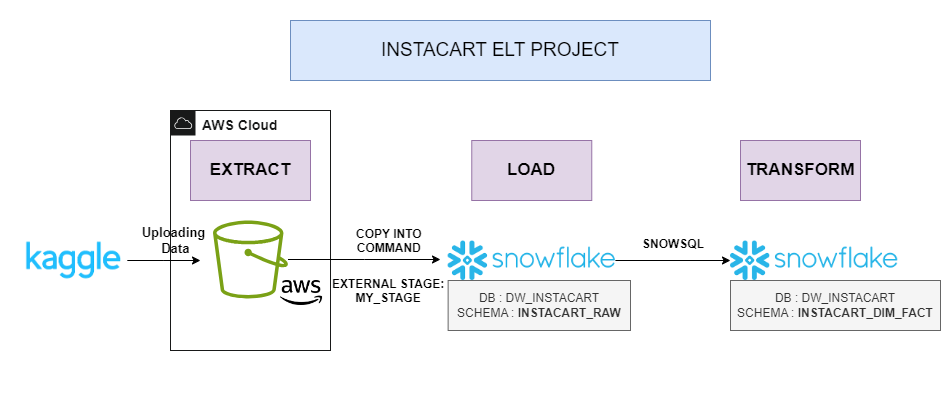 INSTACART ELT PROJECT
AWS Cloud
EXTRACT
LOAD
TRANSFORM
Uploading
Data
kaggle
aws
COPY INTO
COMMAND
EXTERNAL STAGE:
MY_STAGE
snowflake
DB : DW_INSTACART
SCHEMA : INSTACART_RAW
SNOWSQL
snowflake
DB : DW_INSTACART
SCHEMA : INSTACART_DIM_FACT